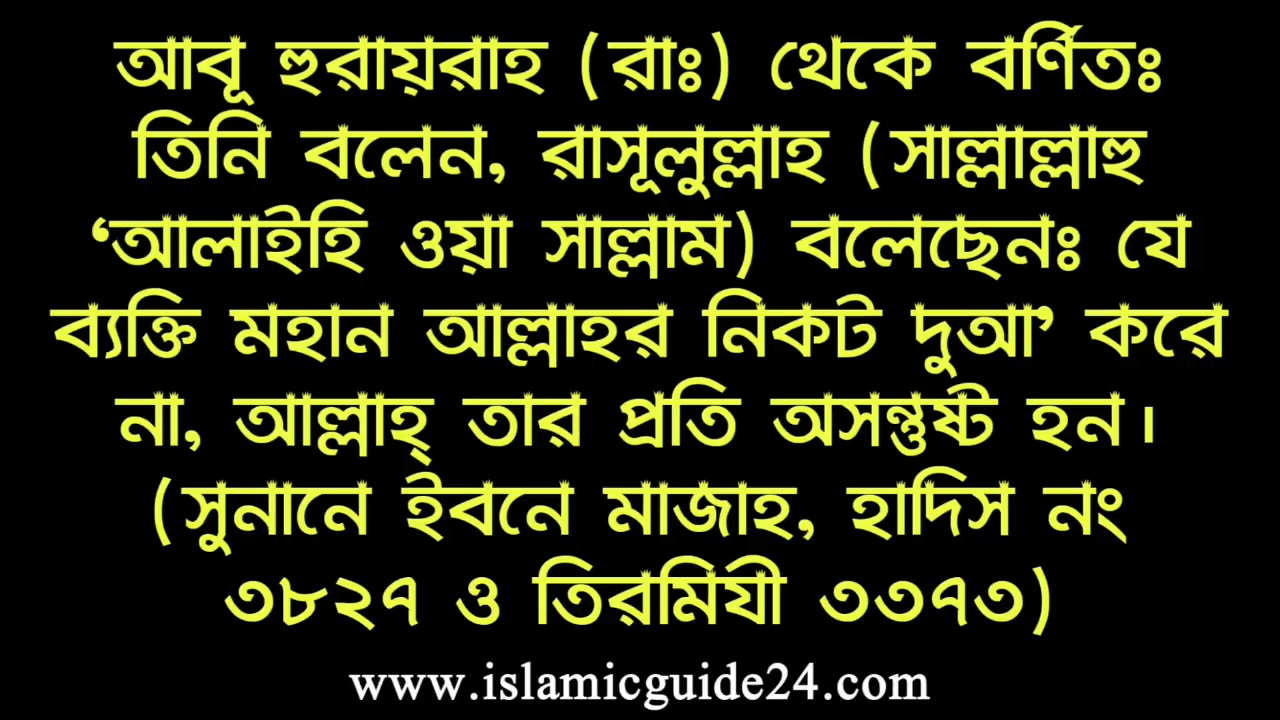 আবূ হুরায়রাহ (রাঃ) থেকে বর্ণিতঃ
তিনি বলেন, রাসূলুল্লাহ (সাল্লাল্লাহু
‘আলাইহি ওয়া সাল্লাম) বলেছেনঃ যে
ব্যক্তি মহান আল্লাহর নিকট দুআ’ করে
না, আল্লাহ্ তার প্রতি অসন্তুষ্ট হন।
(সুনানে ইবনে মাজাহ, হাদিস নং
৩৮২৭ ও তিরমিযী ৩৩৭৩)
www.islamicguide24.com